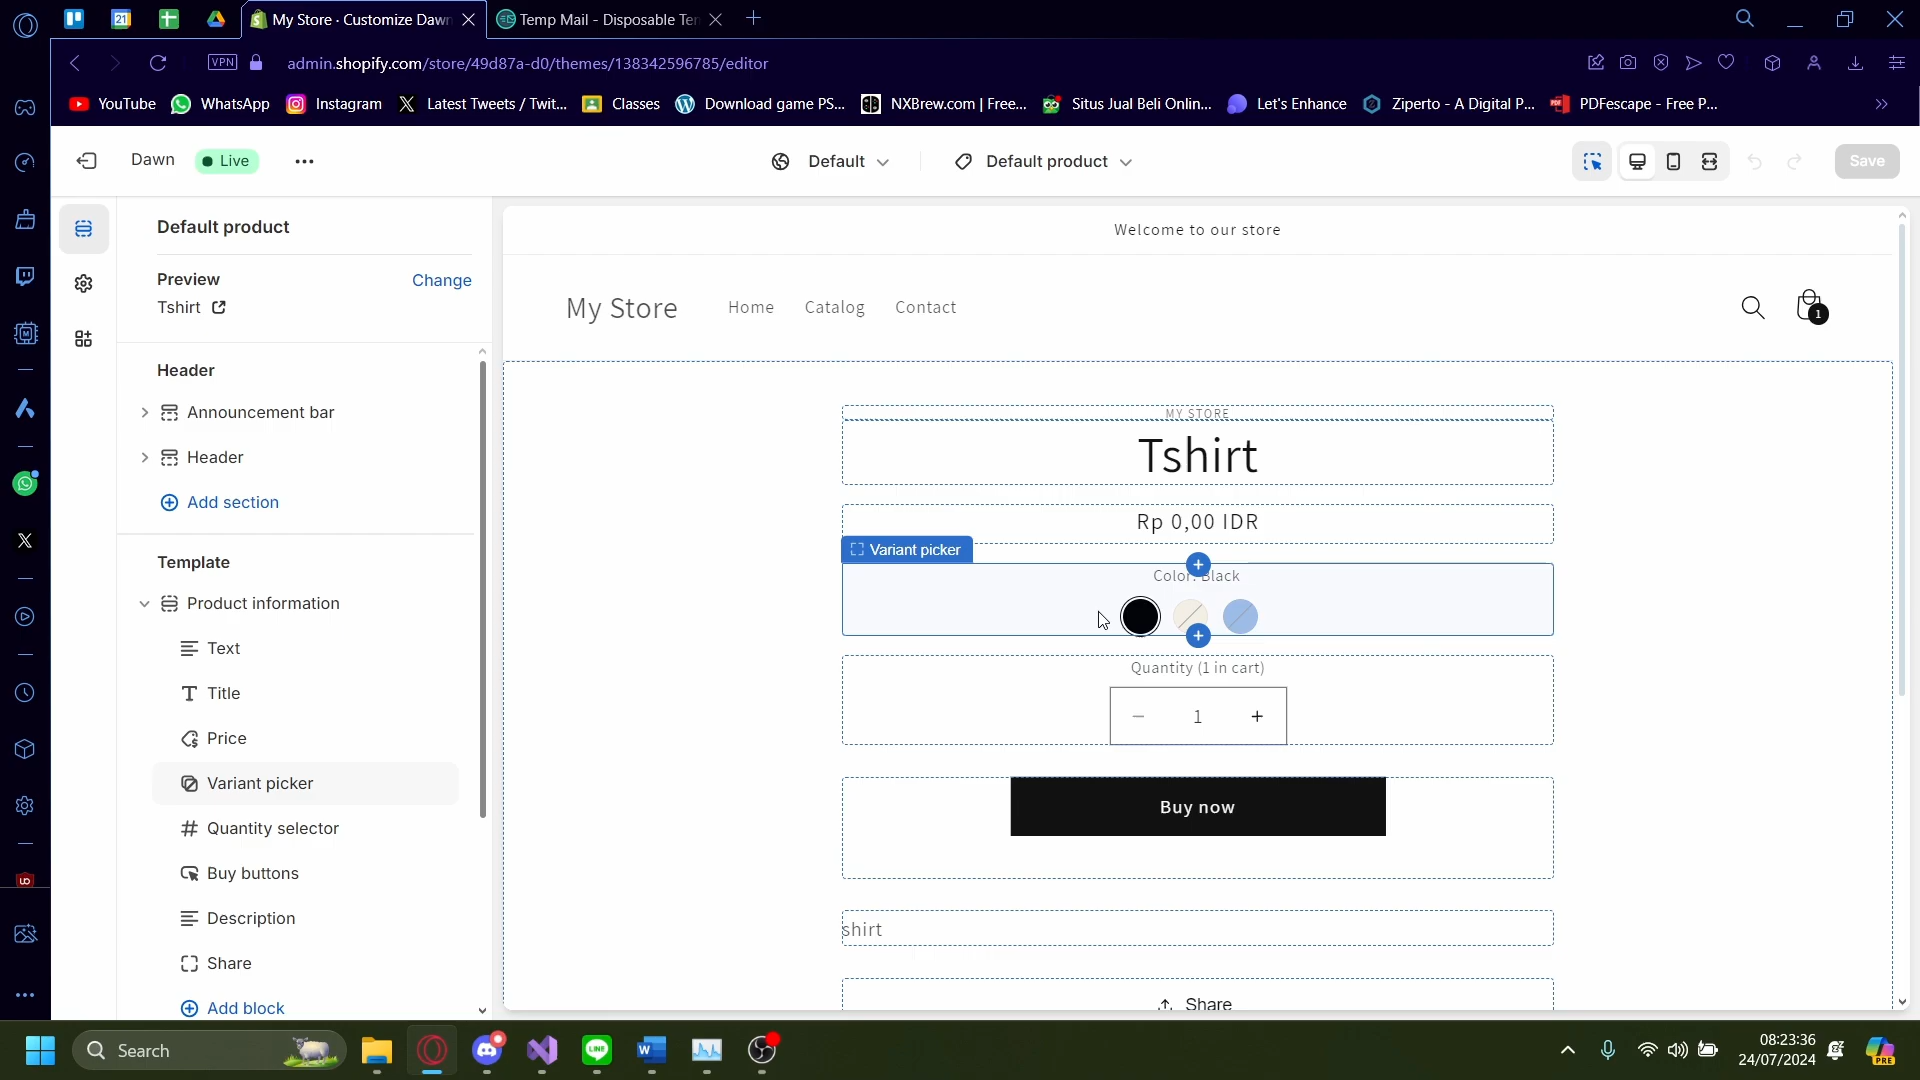 My Store · Customize Dawn
Temp Mail - Disposable Ten
VPN
admin.shopify.com/store/49d87a-d0/themes/138342596785/editor
YouTube
WhatsApp
Instagram
Latest Tweets / Twit...
Classes
Download game PS...
NXBrew.com | Free...
Situs Jual Beli Onlin...
Let's Enhance
Ziperto - A Digital P...
PDFescape - Free P...
Dawn
Live
Default
Default product
Save
Default product
Preview
Change
Tshirt
Header
Announcement bar
Header
Add section
Template
Product information
Text
Title
Price
Variant picker
Quantity selector
Buy buttons
Description
Share
Add block
Welcome to our store
My Store
Home
Catalog
Contact
1
MY STORE
Tshirt
Rp 0,00 IDR
Variant picker
Color: Black
Quantity (1 in cart)
1
Buy now
shirt
Share
Search
08:23:36
24/07/2024